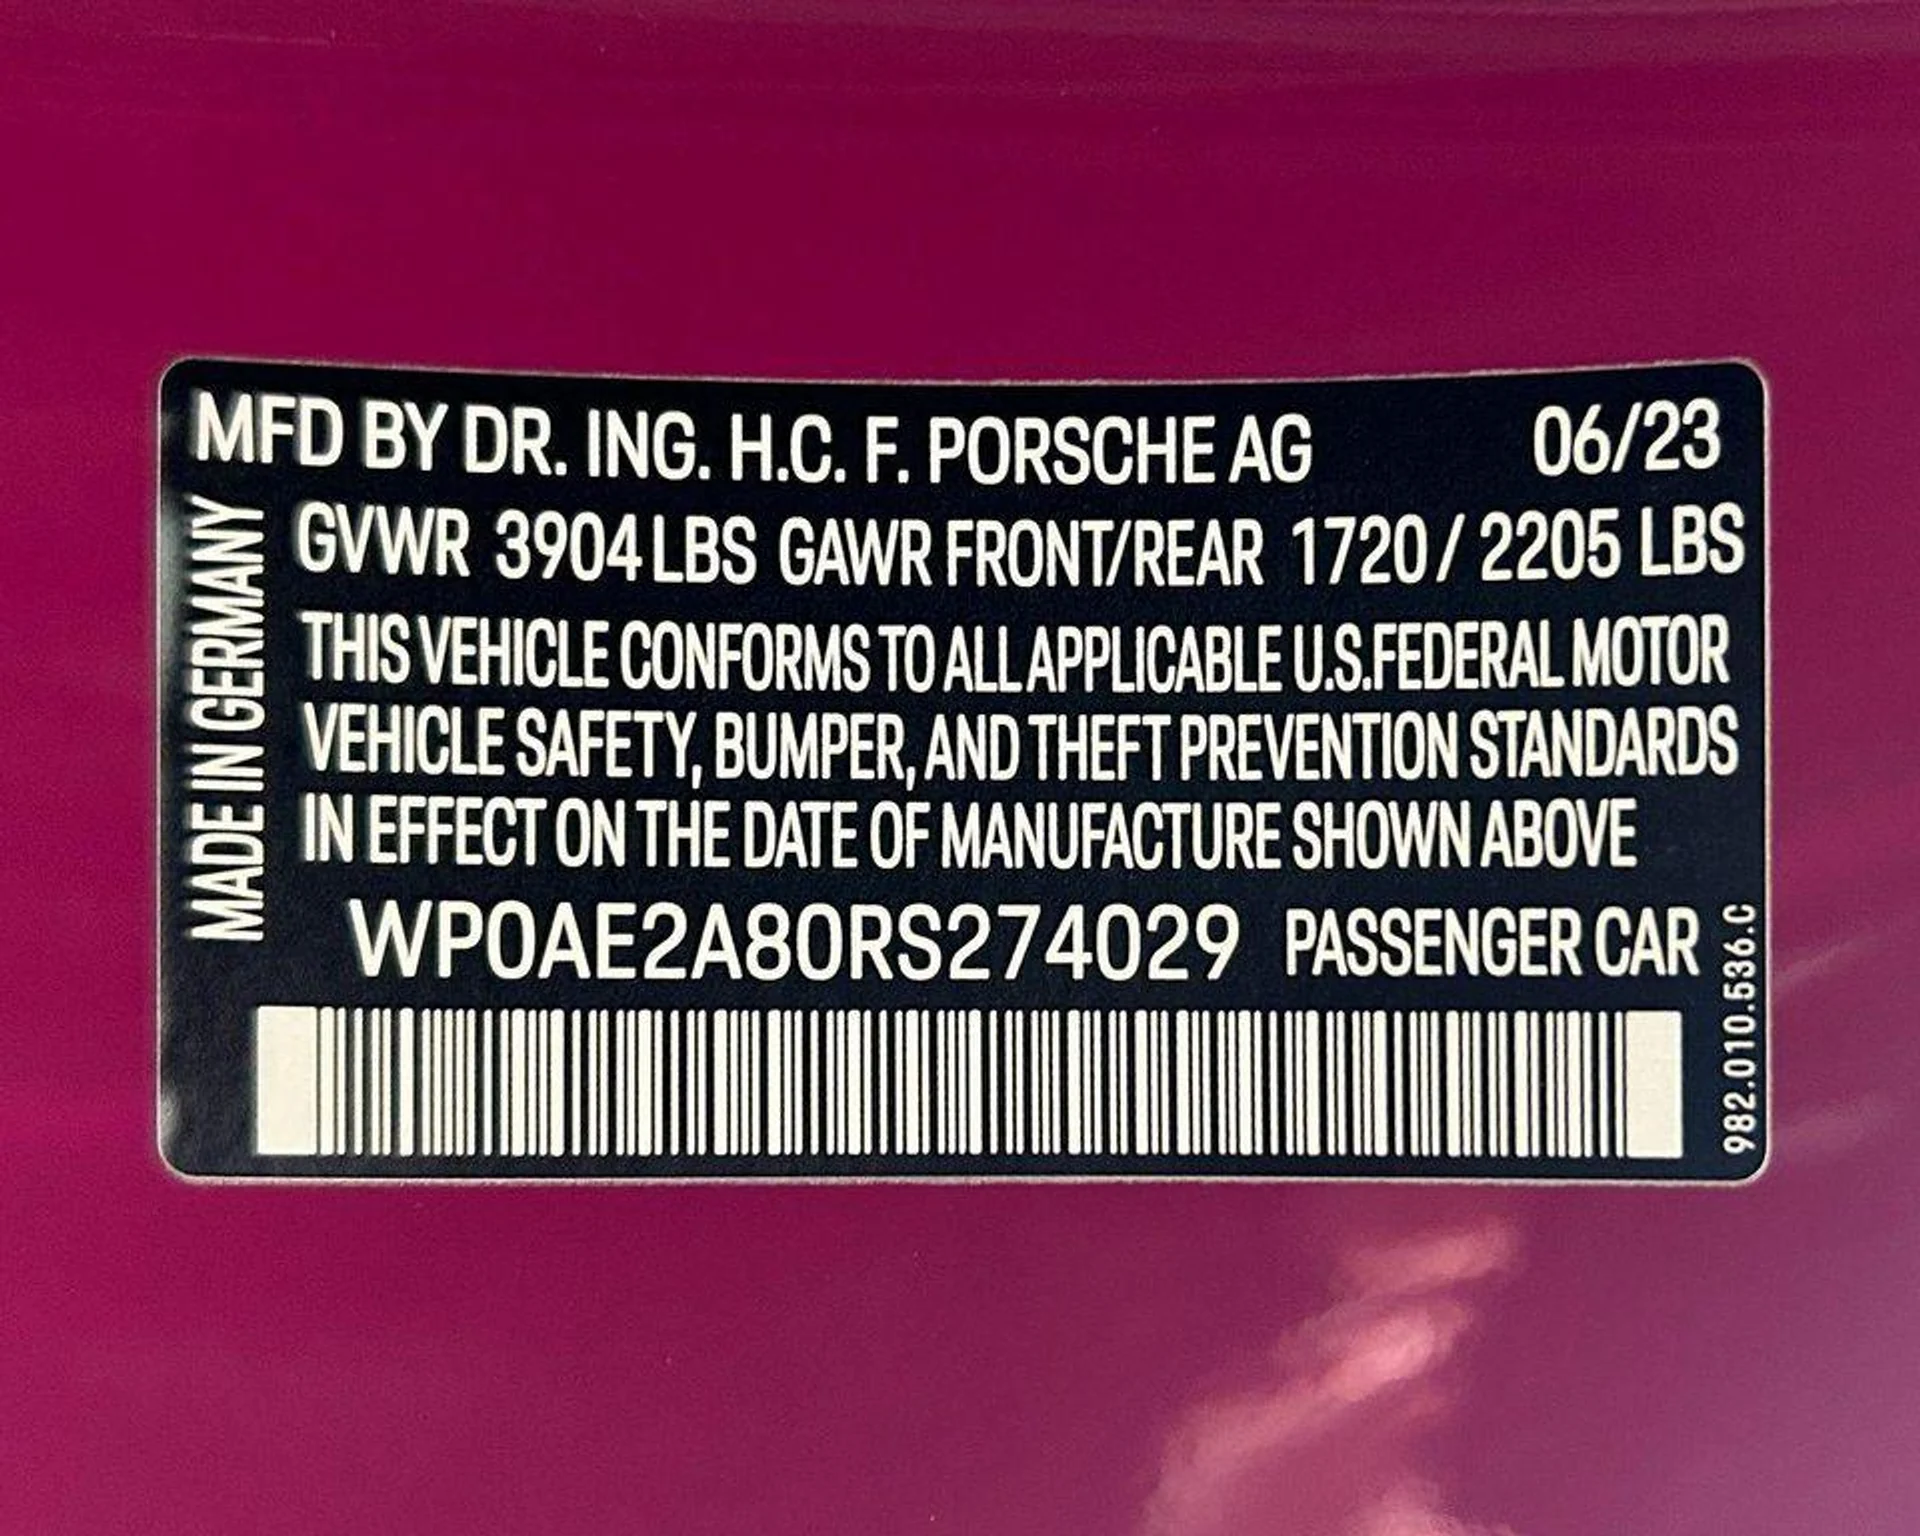 MFD BY DR. ING. H.C. F. PORSCHE AG 06/23
GVWR 3904 LBS GAWR FRONT/REAR 1720 / 2205 LBS
THIS VEHICLE CONFORMS TO ALL APPLICABLE U.S.FEDERAL MOTOR
VEHICLE SAFETY, BUMPER, AND THEFT PREVENTION STANDARDS
IN EFFECT ON THE DATE OF MANUFACTURE SHOWN ABOVE
WP0AE2A80RS274029 PASSENGER CAR
MADE IN GERMANY
982.010.536.C